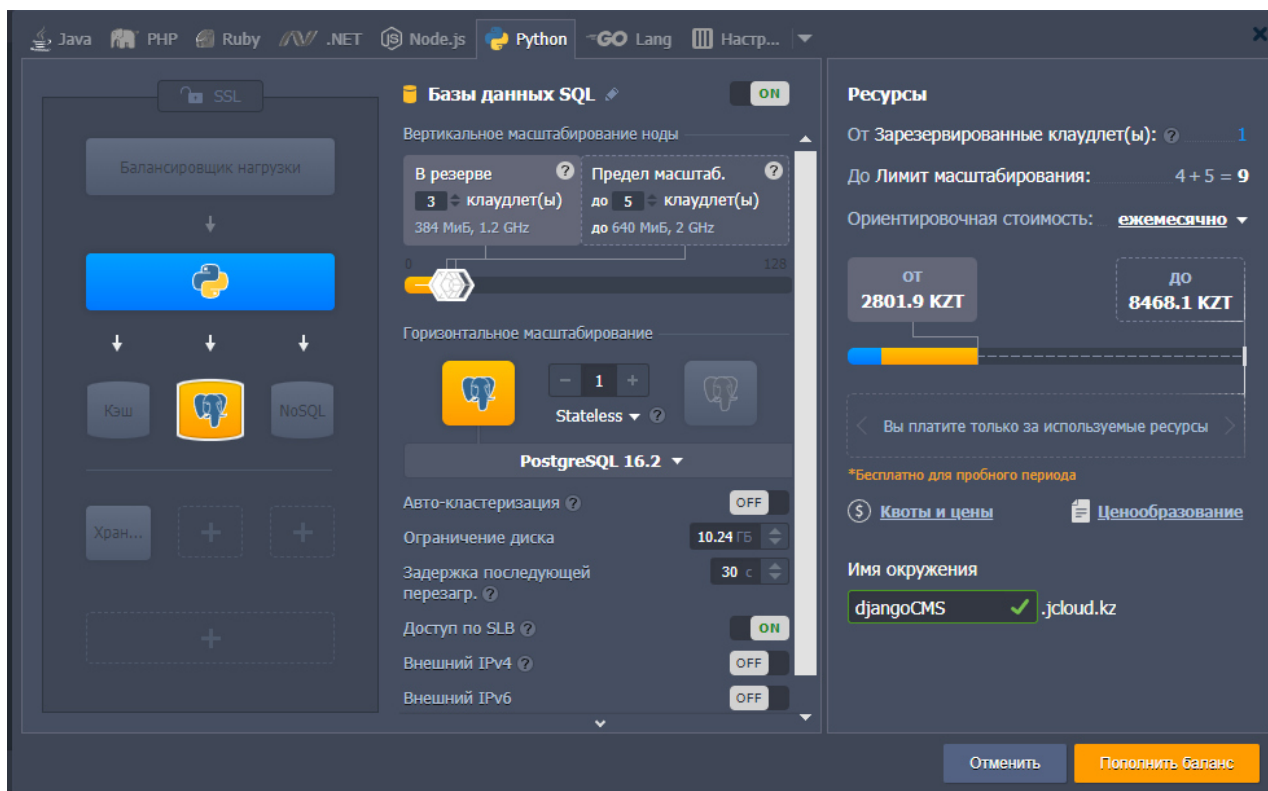 Java PHP Ruby .NET Node.js Python GO Lang Настр...
SSL
Балансировщик нагрузки
Кэш
NoSQL
Хран...
Базы данных SQL
ON
Вертикальное масштабирование ноды
В резерве ?
3 клаудлет(ы)
384 МиБ, 1.2 GHz
Предел масштаб. ?
до 5 клаудлет(ы)
до 640 МиБ, 2 GHz
0 128
Горизонтальное масштабирование
− 1 +
Stateless ?
PostgreSQL 16.2
Авто-кластеризация ? OFF
Ограничение диска 10.24 ГБ
Задержка последующей 30 с
перезагр. ?
Доступ по SLB ? ON
Внешний IPv4 ? OFF
Внешний IPv6 OFF
Ресурсы
От Зарезервированные клаудлет(ы): ? 1
До Лимит масштабирования: 4 + 5 = 9
Ориентировочная стоимость: ежемесячно
от
2801.9 KZT
до
8468.1 KZT
Вы платите только за используемые ресурсы
*Бесплатно для пробного периода
$ Квоты и цены Ценообразование
Имя окружения
djangoCMS .jcloud.kz
Отменить Пополнить баланс